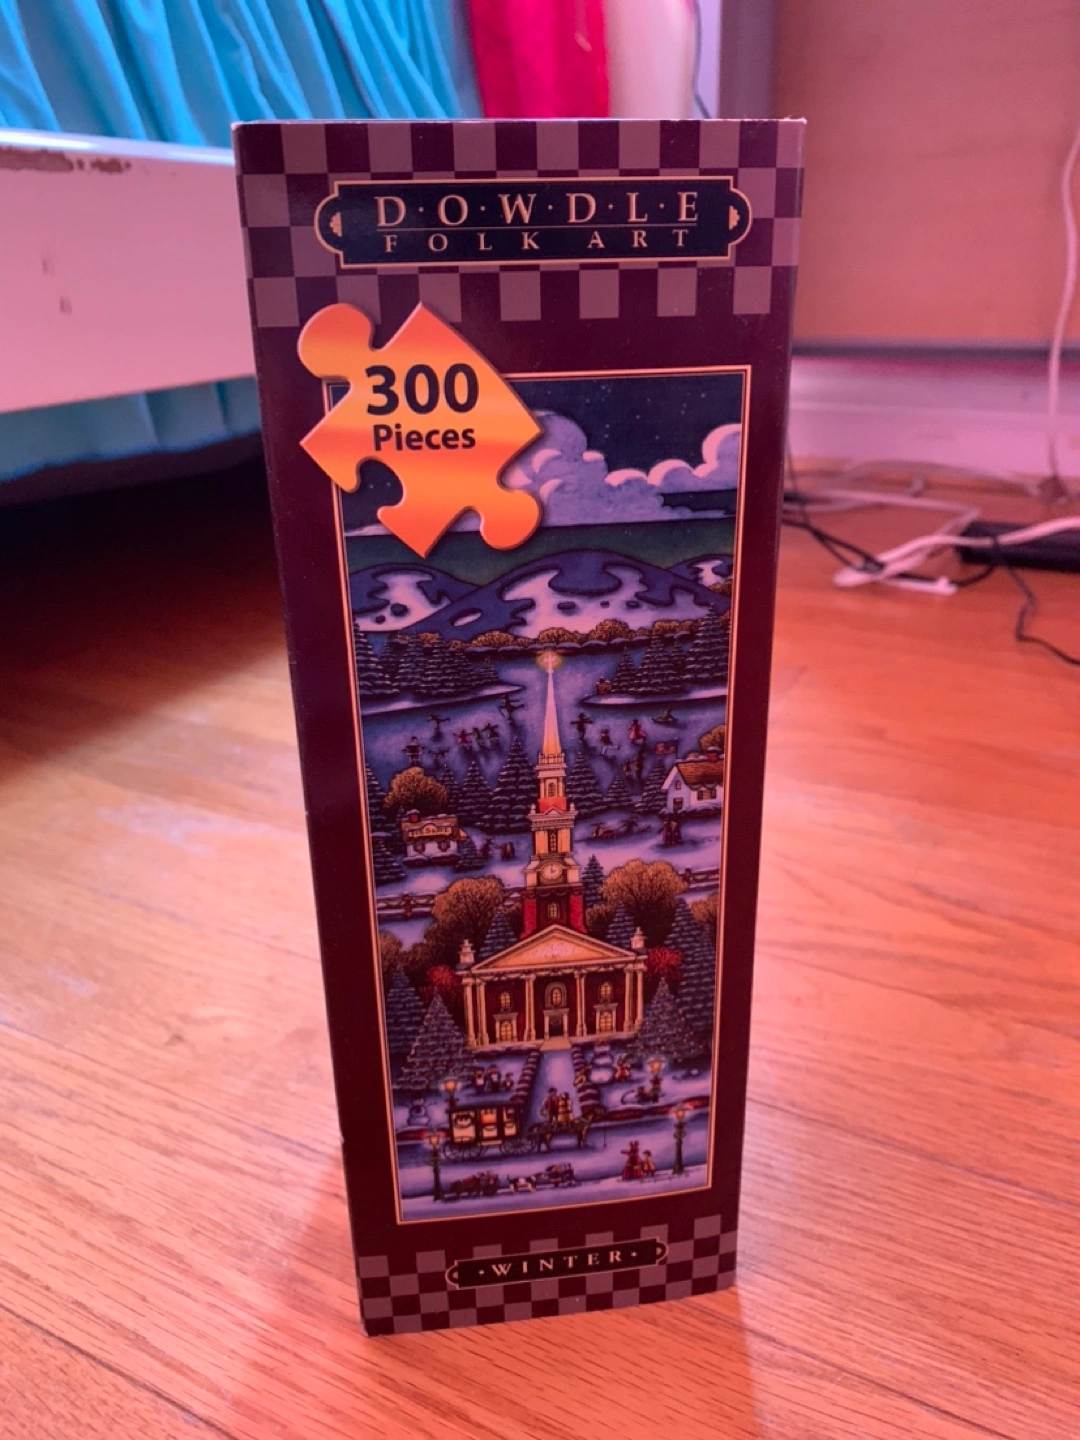 D·O·W·D·L·E
FOLK ART
300
Pieces
·WINTER·